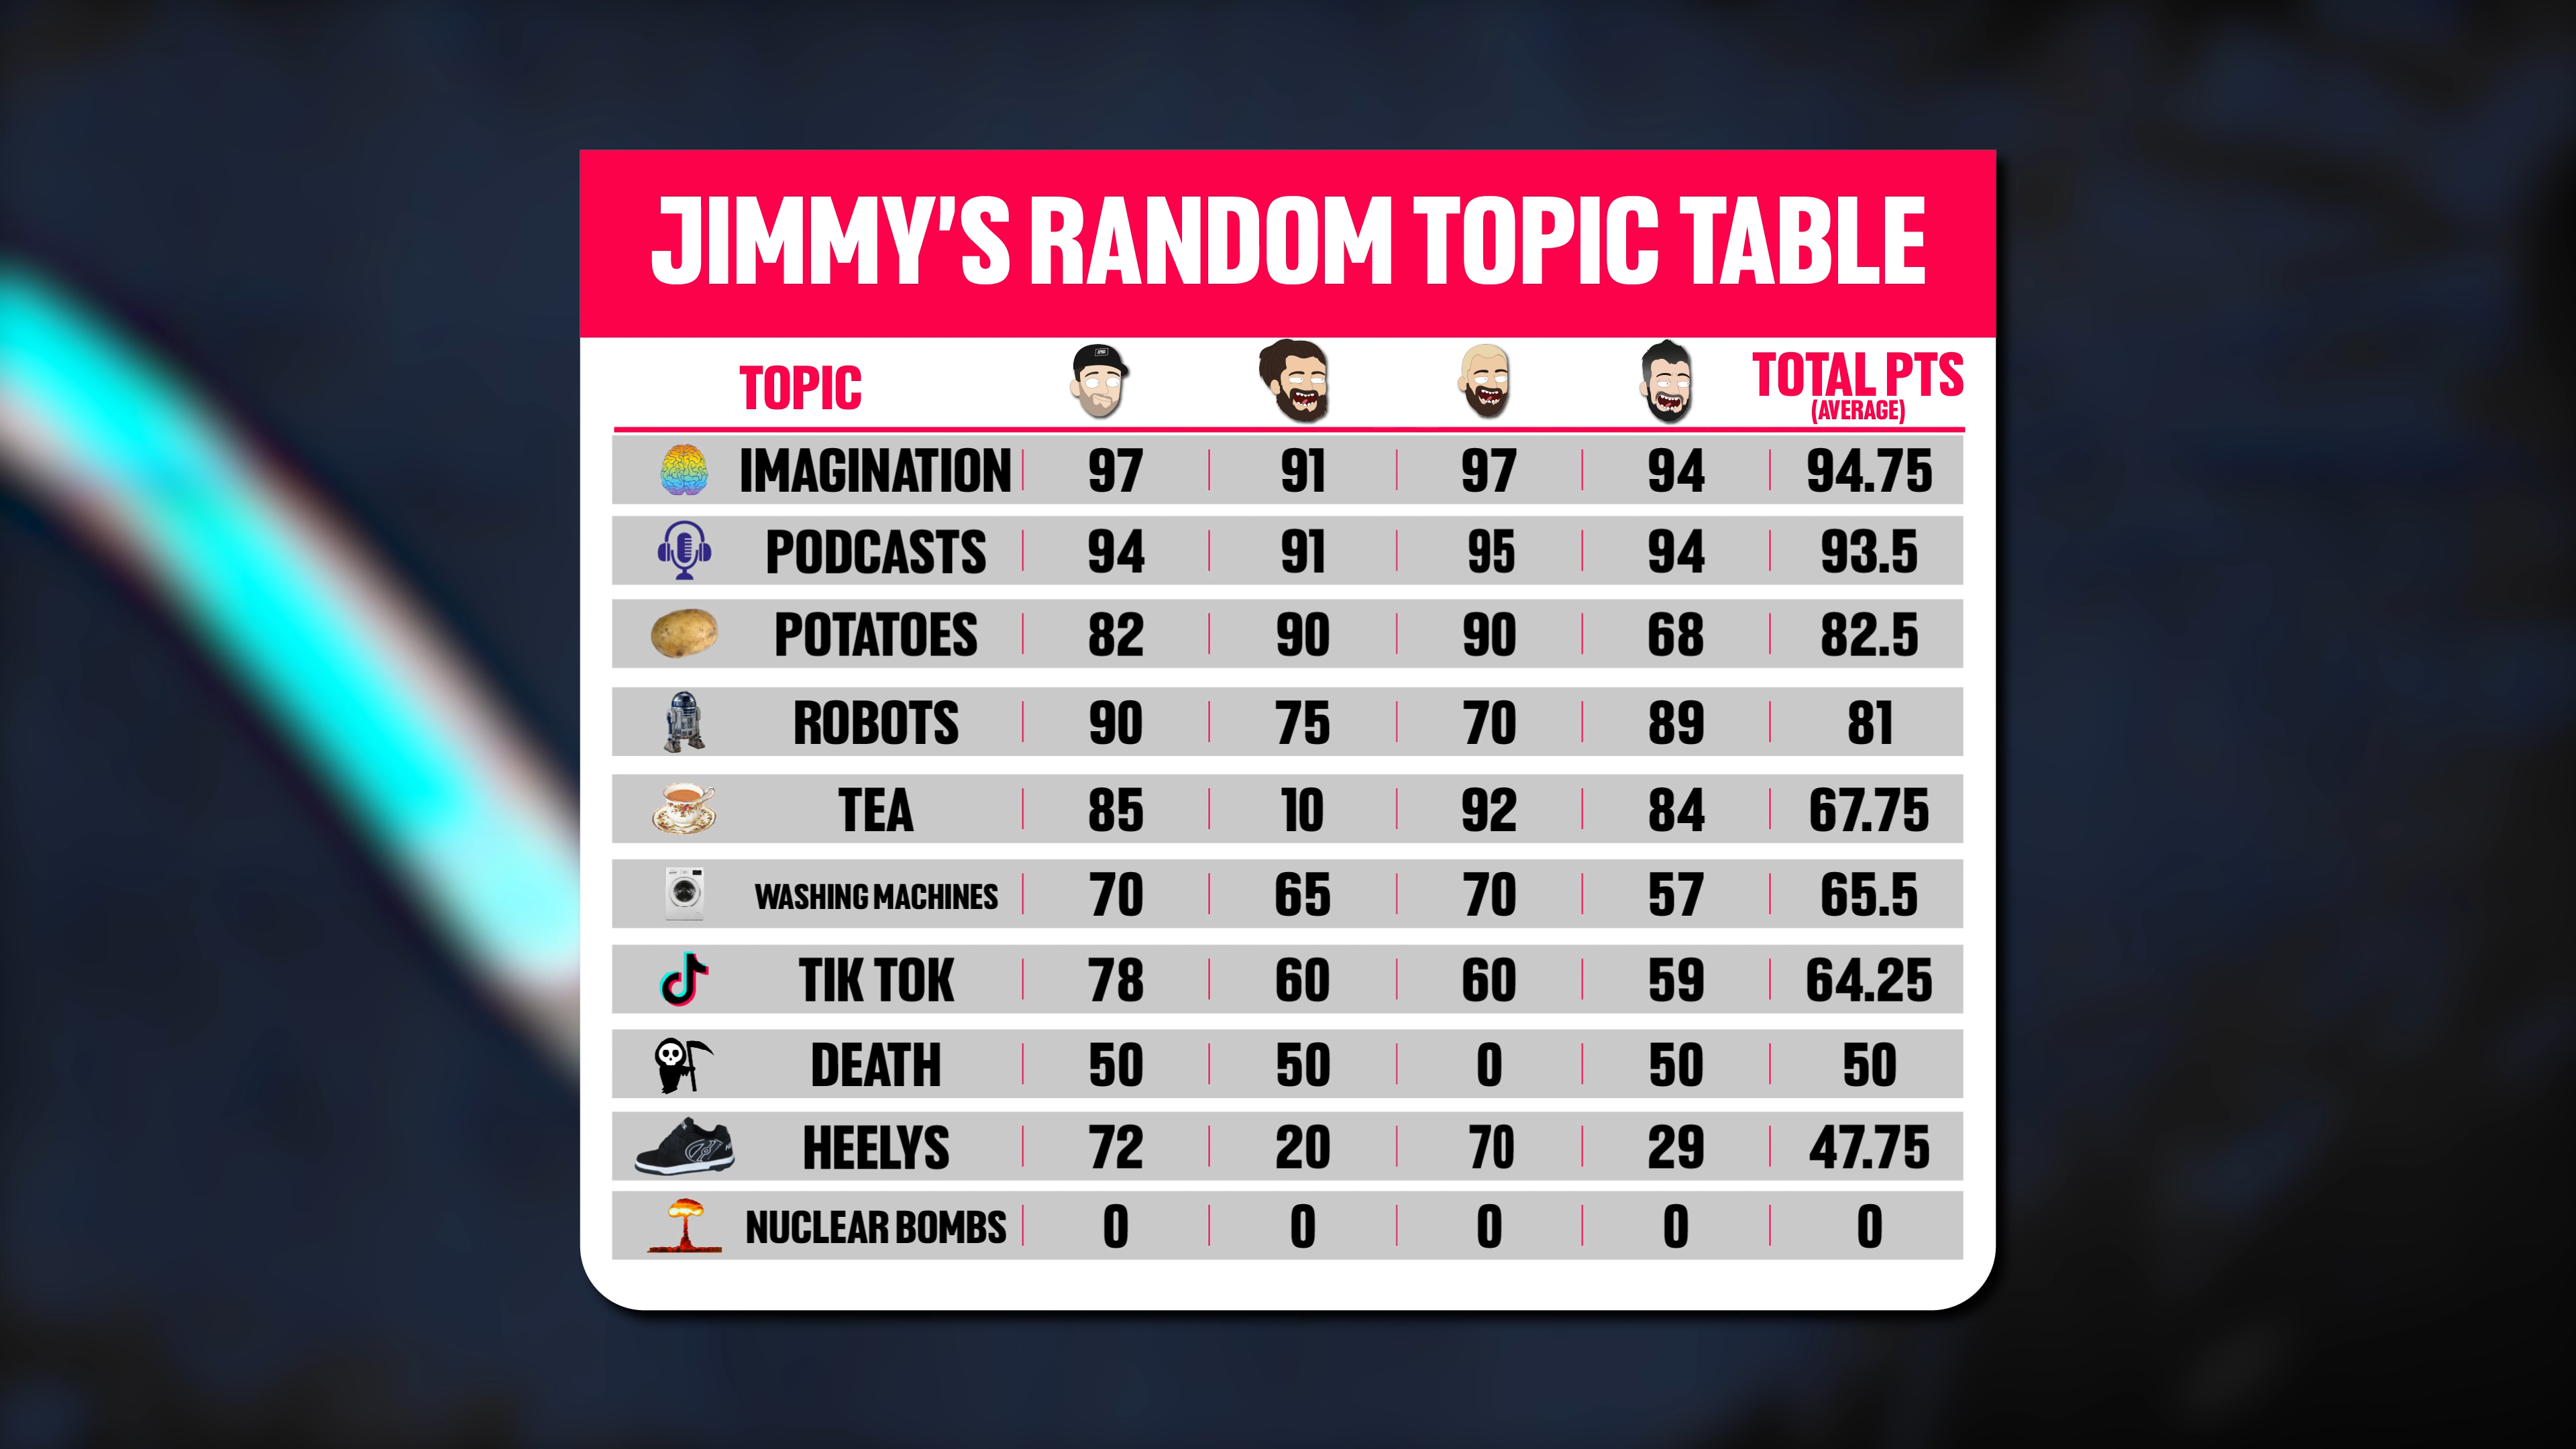 JIMMY'S RANDOM TOPIC TABLE
TOPIC TOTAL PTS
(AVERAGE)
IMAGINATION 97 91 97 94 94.75
PODCASTS 94 91 95 94 93.5
POTATOES 82 90 90 68 82.5
ROBOTS 90 75 70 89 81
TEA 85 10 92 84 67.75
WASHING MACHINES 70 65 70 57 65.5
TIK TOK 78 60 60 59 64.25
DEATH 50 50 0 50 50
HEELYS 72 20 70 29 47.75
NUCLEAR BOMBS 0 0 0 0 0